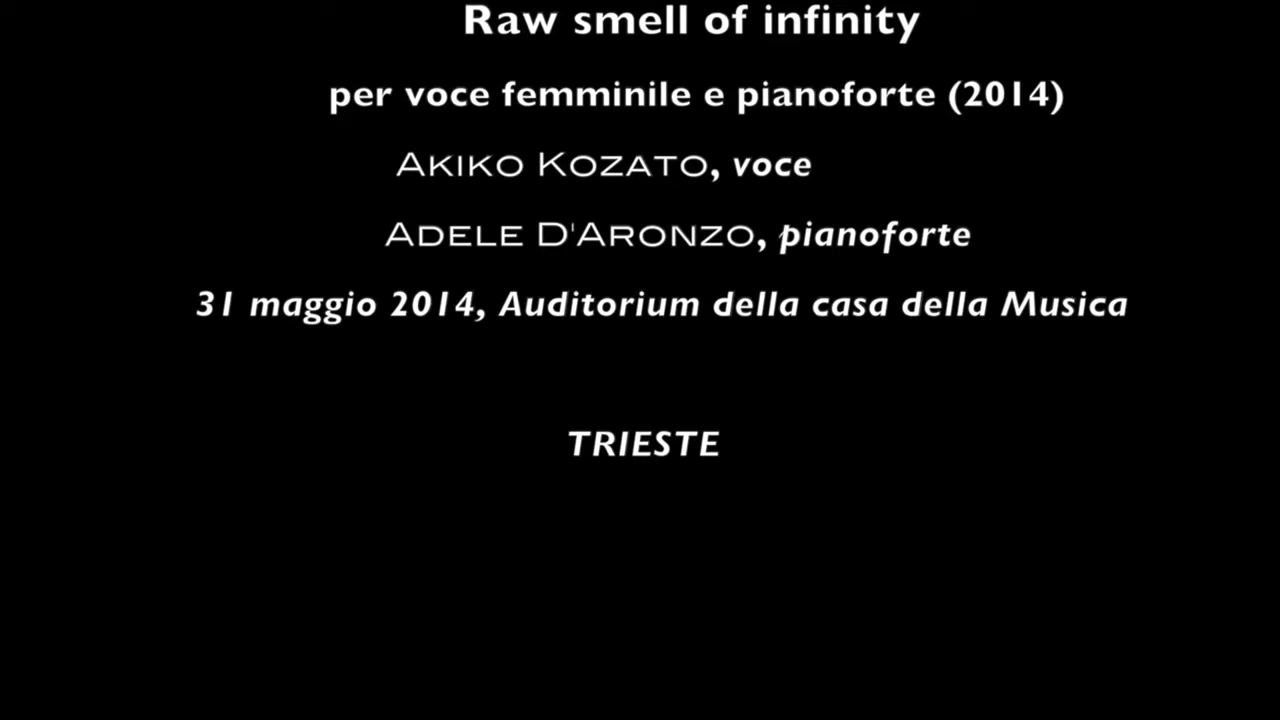 Raw smell of infinity
per voce femminile e pianoforte (2014)
Akiko Kozato, voce
Adele D'Aronzo, pianoforte
31 maggio 2014, Auditorium della casa della Musica
TRIESTE